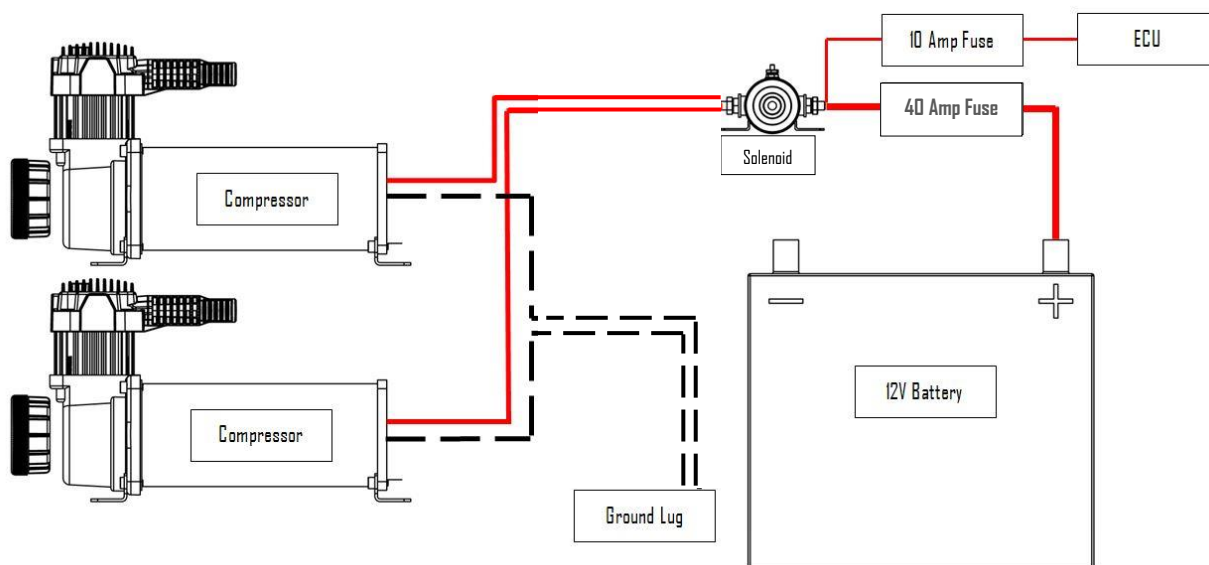 10 Amp Fuse
ECU
40 Amp Fuse
Solenoid
Compressor
12V Battery
Compressor
Ground Lug